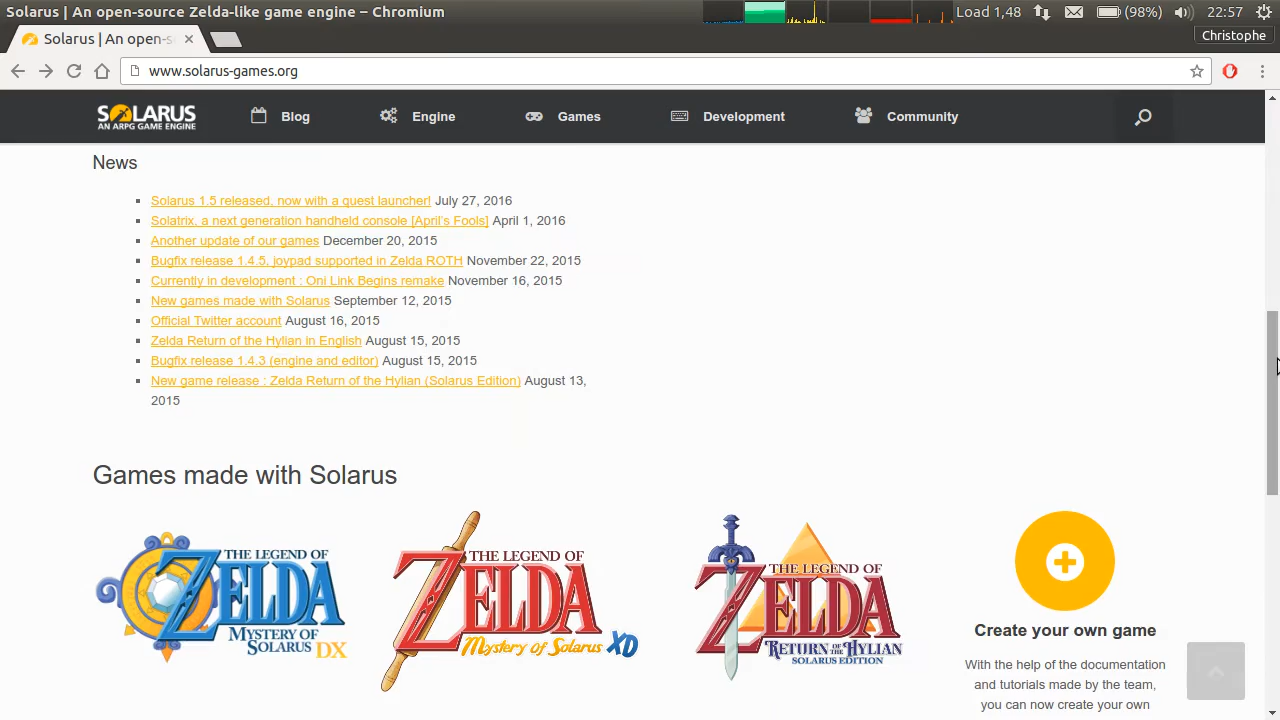 Solarus | An open-source Zelda-like game engine – Chromium
Load 1,48
(98%)
22:57
Solarus | An open-s
Christophe
www.solarus-games.org
SOLARUS
AN ARPG GAME ENGINE
Blog
Engine
Games
Development
Community
News
Solarus 1.5 released, now with a quest launcher! July 27, 2016
Solatrix, a next generation handheld console [April's Fools] April 1, 2016
Another update of our games December 20, 2015
Bugfix release 1.4.5, joypad supported in Zelda ROTH November 22, 2015
Currently in development : Oni Link Begins remake November 16, 2015
New games made with Solarus September 12, 2015
Official Twitter account August 16, 2015
Zelda Return of the Hylian in English August 15, 2015
Bugfix release 1.4.3 (engine and editor) August 15, 2015
New game release : Zelda Return of the Hylian (Solarus Edition) August 13,
2015
Games made with Solarus
THE LEGEND OF
ZELDA
MYSTERY OF
SOLARUS DX
THE LEGEND OF
ZELDA
Mystery of Solarus XD
THE LEGEND OF
ZELDA
RETURN OF THE HYLIAN
SOLARUS EDITION
Create your own game
With the help of the documentation
and tutorials made by the team,
you can now create your own